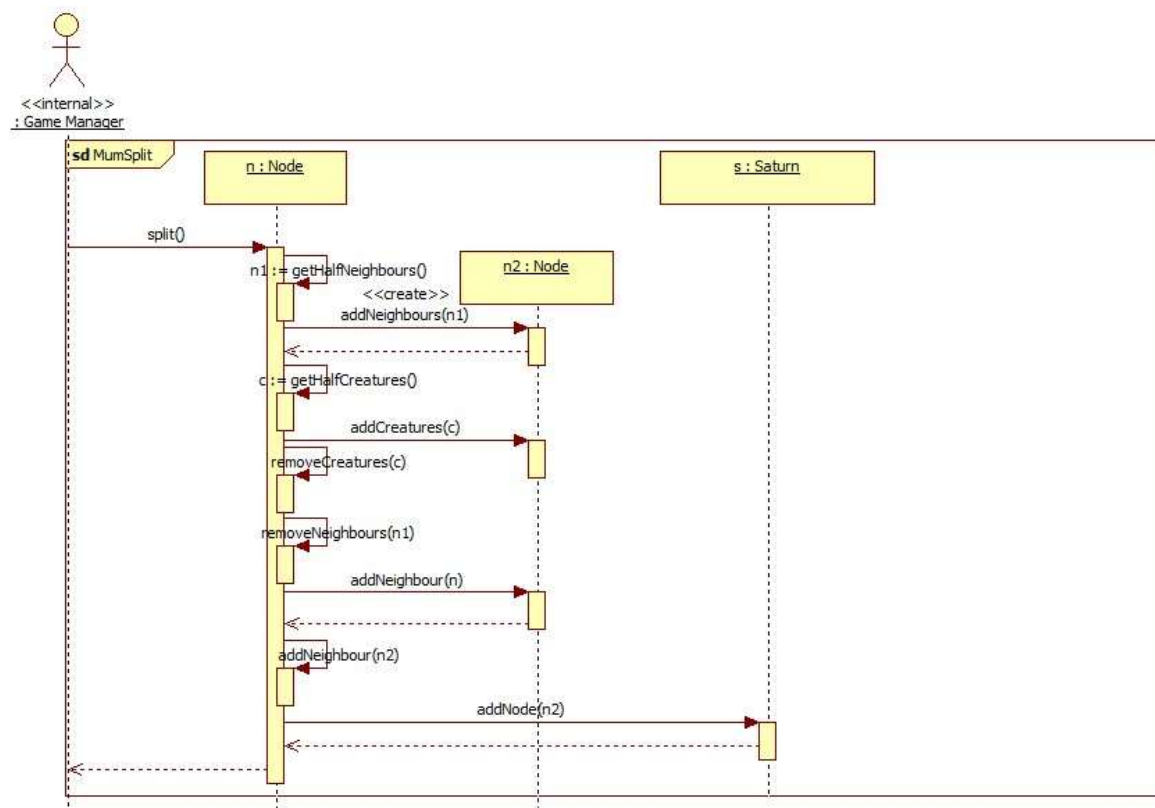 <<internal>>
: Game Manager
sd MumSplit
n : Node
s : Saturn
split()
n1 := getHalfNeighbours()
n2 : Node
<<create>>
addNeighbours(n1)
c := getHalfCreatures()
addCreatures(c)
removeCreatures(c)
removeNeighbours(n1)
addNeighbour(n)
addNeighbour(n2)
addNode(n2)